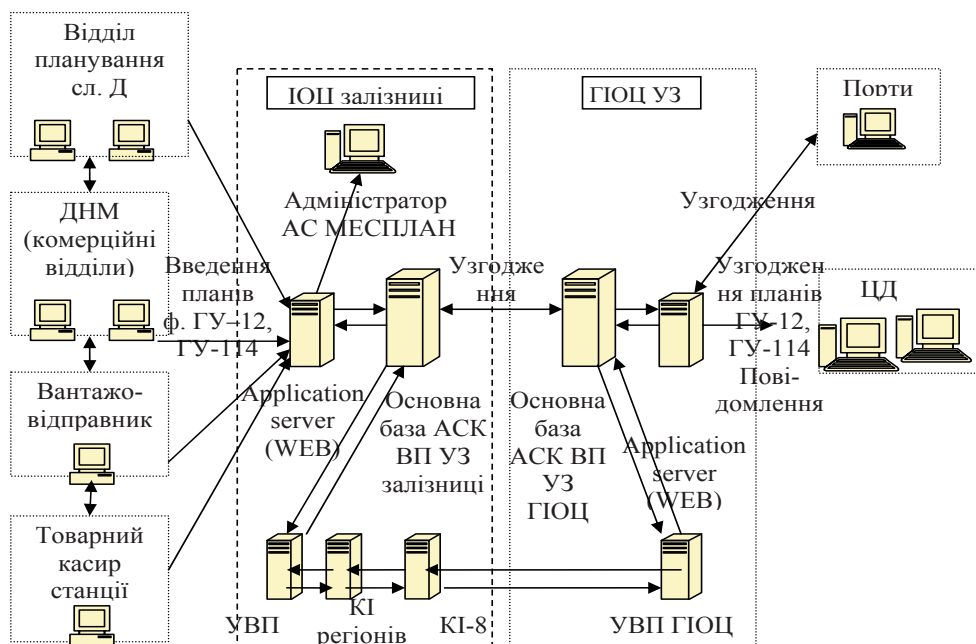 Відділ
планування
сл. Д
ДНМ
(комерційні
відділи)
Вантажо-
відправник
Товарний
касир
станції
Введення
планів
ф. ГУ–12,
ГУ-114
ІОЦ залізниці
Адміністратор
АС МЕСПЛАН
Application
server
(WEB)
Основна
база АСК
ВП УЗ
залізниці
УВП
КІ
регіонів
КІ-8
Узгодже
ння
ГІОЦ УЗ
Основна
база
АСК ВП
УЗ
ГІОЦ
Application
server
(WEB)
УВП ГІОЦ
Узгодження
Порти
Узгоджен
ня планів
ГУ–12,
ГУ-114
Пові-
домлення
ЦД